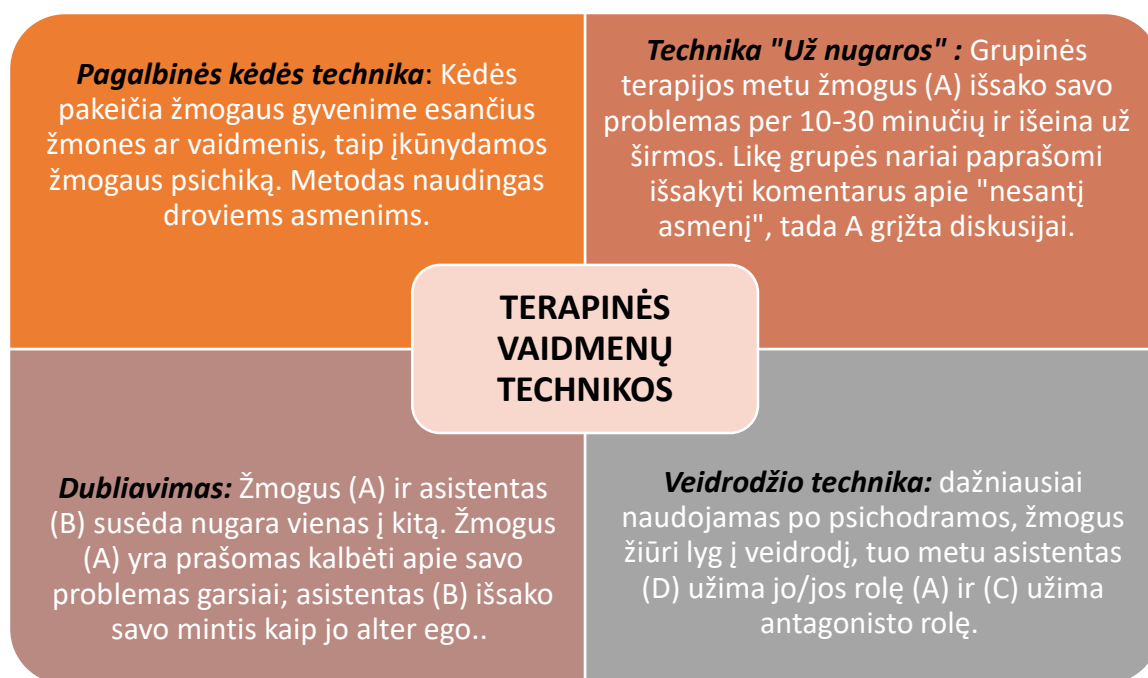 Pagalbinės kėdės technika: Kėdės
pakeičia žmogaus gyvenime esančius
žmones ar vaidmenis, taip įkūnydamos
žmogaus psichiką. Metodas naudingas
droviems asmenims.
Technika "Už nugaros" : Grupinės
terapijos metu žmogus (A) išsako savo
problemas per 10-30 minučių ir išeina už
širmos. Likę grupės nariai paprašomi
išsakyti komentarus apie "nesantį
asmenį", tada A grįžta diskusijai.
TERAPINĖS
VAIDMENŲ
TECHNIKOS
Dubliavimas: Žmogus (A) ir asistentas
(B) susėda nugara vienas į kitą. Žmogus
(A) yra prašomas kalbėti apie savo
problemas garsiai; asistentas (B) išsako
savo mintis kaip jo alter ego..
Veidrodžio technika: dažniausiai
naudojamas po psichodramos, žmogus
žiūri lyg į veidrodį, tuo metu asistentas
(D) užima jo/jos rolę (A) ir (C) užima
antagonisto rolę.